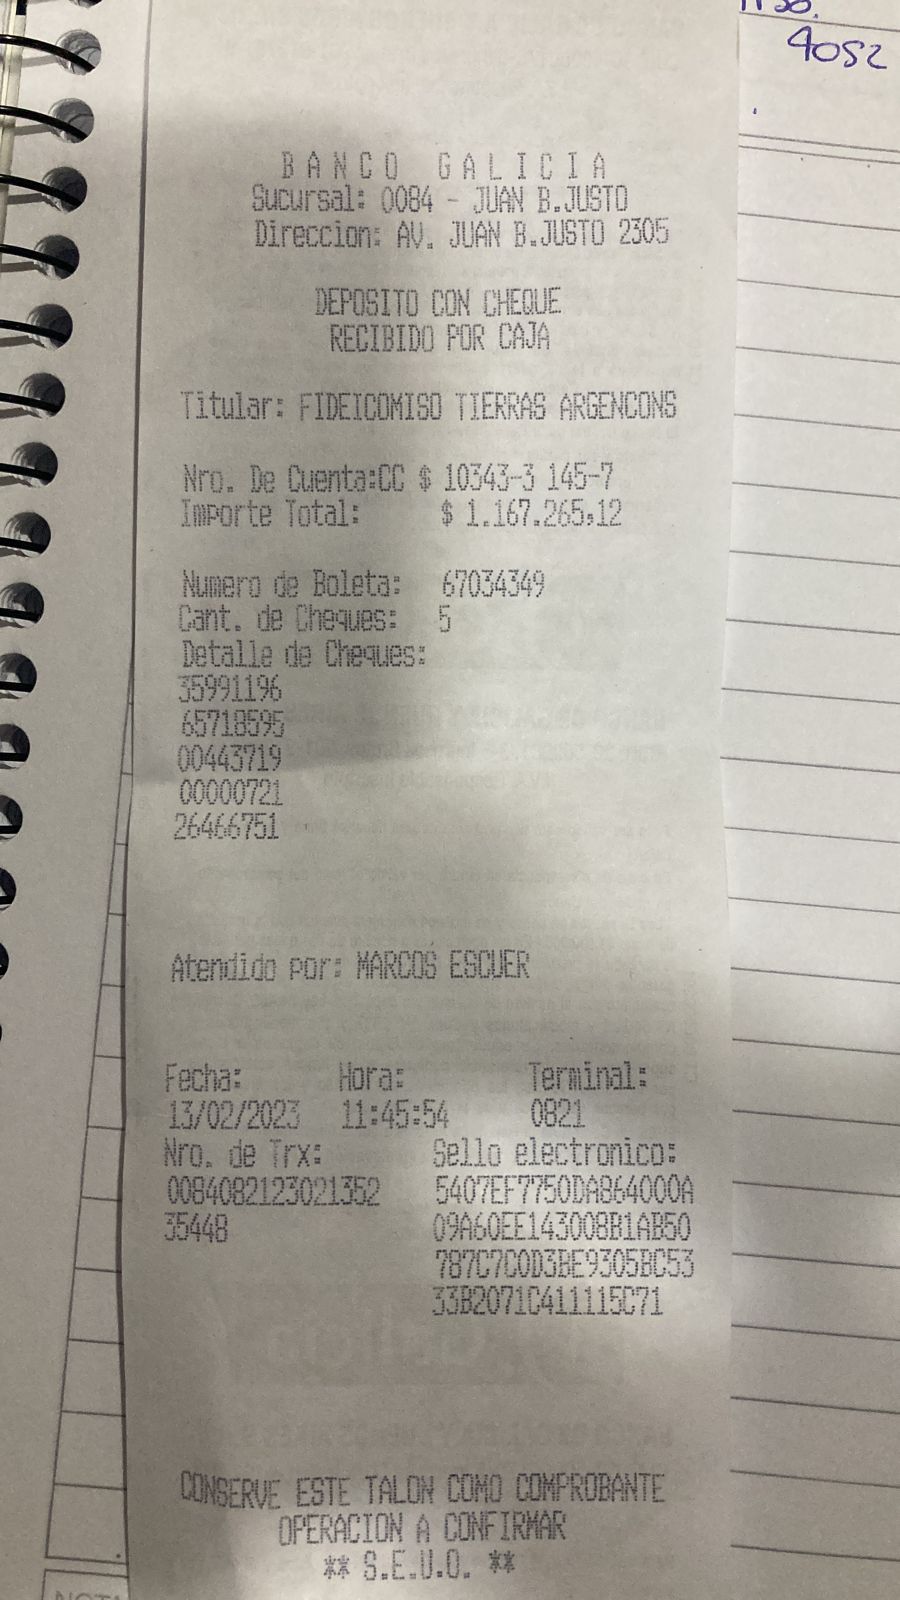 4052
BANCO GALICIA
Sucursal: 0084 - JUAN B.JUSTO
Direccion: AV. JUAN B.JUSTO 2305
DEPOSITO CON CHEQUE
RECIBIDO POR CAJA
Titular: FIDEICOMISO TIERRAS ARGENCONS
Nro. De Cuenta:CC $ 10343-3 145-7
Importe Total: $ 1.167.265,12
Numero de Boleta: 67034349
Cant. de Cheques: 5
Detalle de Cheques:
35991196
65718595
00443719
00000721
26466751
Atendido por: MARCOS ESCUER
Fecha: Hora: Terminal:
13/02/2023 11:45:54 0821
Nro. de Trx: Sello electronico:
0084082123021352 5407EF7750DA864000A
35448 09A60EE143008B1AB50
787C7C0D3BE9305BC53
33B2071C411115C71
CONSERVE ESTE TALON COMO COMPROBANTE
OPERACION A CONFIRMAR
** S.E.U.O. **